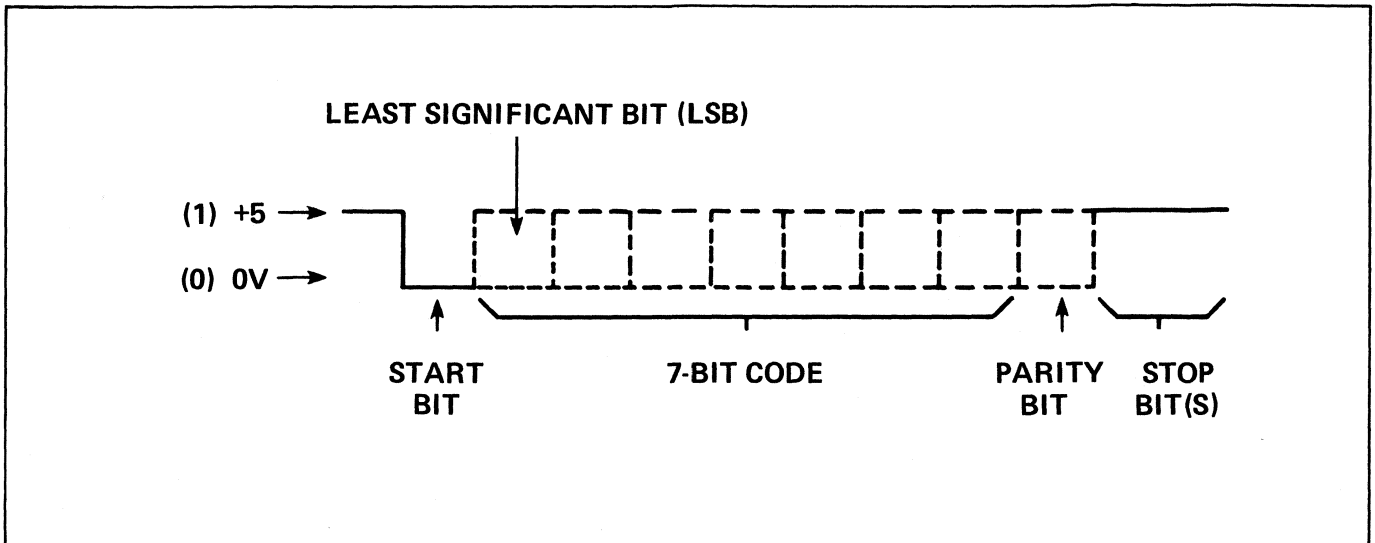 LEAST SIGNIFICANT BIT (LSB)
(1) +5
(0) 0V
START
BIT
7-BIT CODE
PARITY
BIT
STOP
BIT(S)